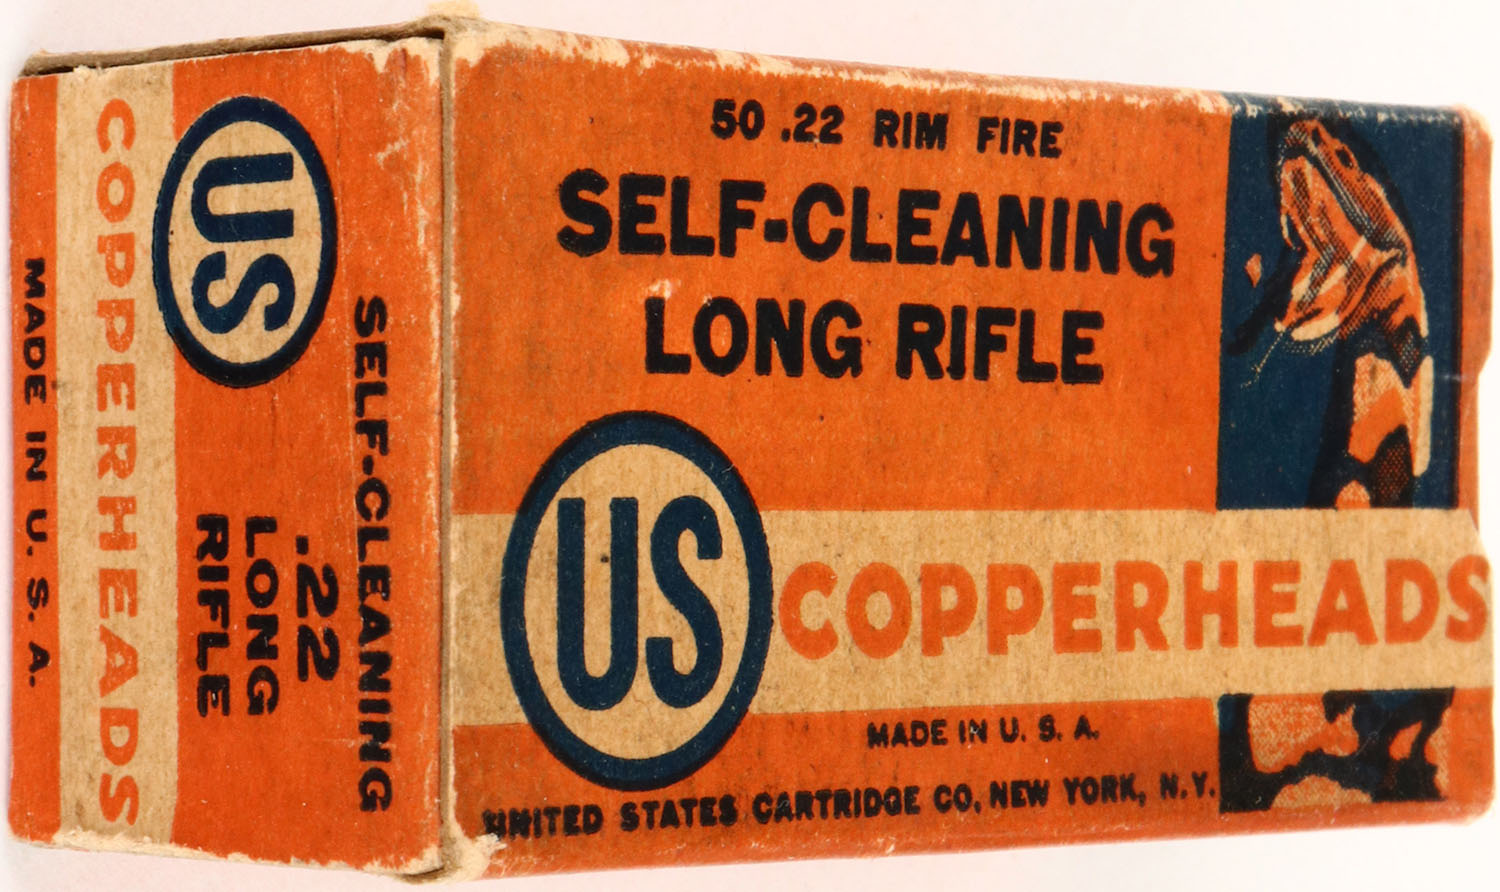 50 .22 RIM FIRE
SELF-CLEANING
LONG RIFLE
US
COPPERHEADS
MADE IN U. S. A.
UNITED STATES CARTRIDGE CO., NEW YORK, N.Y.
SELF-CLEANING
US
.22
LONG
RIFLE
COPPERHEADS
MADE IN U. S. A.